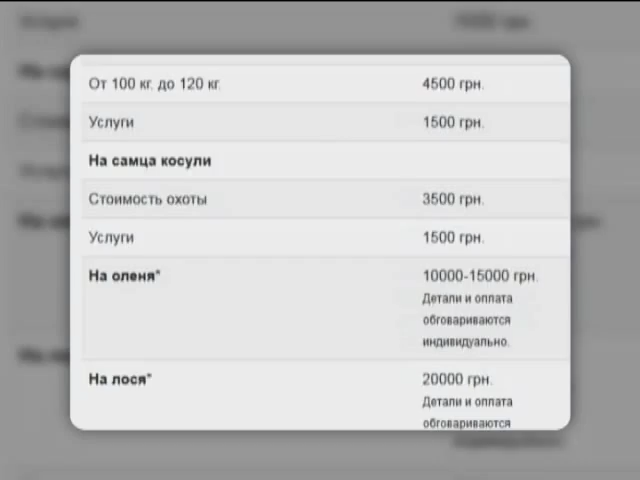 От 100 кг. до 120 кг. 4500 грн.
Услуги 1500 грн.
На самца косули
Стоимость охоты 3500 грн.
Услуги 1500 грн.
На оленя* 10000-15000 грн.
Детали и оплата
обговариваются
индивидуально.
На лося* 20000 грн.
Детали и оплата
обговариваются